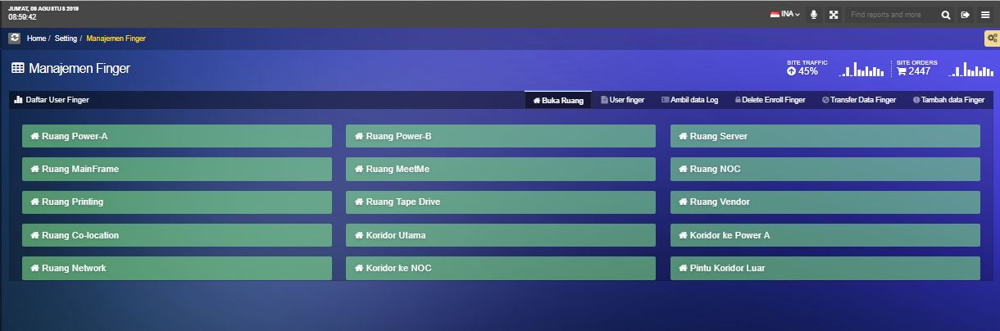 JUM'AT, 09 AGUSTUS 2019
08:59:42
INA
Find reports and more
Home / Setting / Manajemen Finger
Manajemen Finger
SITE TRAFFIC
45%
SITE ORDERS
2447
Daftar User Finger
Buka Ruang
User finger
Ambil data Log
Delete Enroll Finger
Transfer Data Finger
Tambah data Finger
Ruang Power-A
Ruang Power-B
Ruang Server
Ruang MainFrame
Ruang MeetMe
Ruang NOC
Ruang Printing
Ruang Tape Drive
Ruang Vendor
Ruang Co-location
Koridor Utama
Koridor ke Power A
Ruang Network
Koridor ke NOC
Pintu Koridor Luar